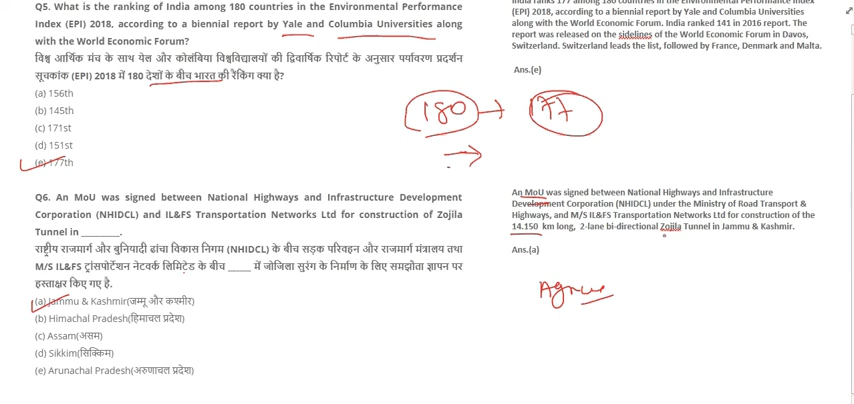 Q5. What is the ranking of India among 180 countries in the Environmental Performance
Index (EPI) 2018, according to a biennial report by Yale and Columbia Universities along
with the World Economic Forum?
विश्व आर्थिक मंच के साथ येल और कोलंबिया विश्वविद्यालयों की द्विवार्षिक रिपोर्ट के अनुसार पर्यावरण प्रदर्शन
सूचकांक (EPI) 2018 में 180 देशों के बीच भारत की रैंकिंग क्या है?
(a) 156th
(b) 145th
(c) 171st
(d) 151st
(e) 177th
India ranks 177 among 180 countries in the Environmental Performance Index
(EPI) 2018, according to a biennial report by Yale and Columbia Universities
along with the World Economic Forum. India ranked 141 in 2016 report. The
report was released on the sidelines of the World Economic Forum in Davos,
Switzerland. Switzerland leads the list, followed by France, Denmark and Malta.
Ans.(e)
180 → 177
Q6. An MoU was signed between National Highways and Infrastructure Development
Corporation (NHIDCL) and IL&FS Transportation Networks Ltd for construction of Zojila
Tunnel in ________.
राष्ट्रीय राजमार्ग और बुनियादी ढांचा विकास निगम (NHIDCL) के बीच सड़क परिवहन और राजमार्ग मंत्रालय तथा
M/S IL&FS ट्रांसपोर्टेशन नेटवर्क लिमिटेड के बीच _____ में जोजिला सुरंग के निर्माण के लिए समझौता ज्ञापन पर
हस्ताक्षर किए गए है.
(a) Jammu & Kashmir(जम्मू और कश्मीर)
(b) Himachal Pradesh(हिमाचल प्रदेश)
(c) Assam(असम)
(d) Sikkim(सिक्किम)
(e) Arunachal Pradesh(अरुणाचल प्रदेश)
An MoU was signed between National Highways and Infrastructure
Development Corporation (NHIDCL) under the Ministry of Road Transport &
Highways, and M/S IL&FS Transportation Networks Ltd for construction of the
14.150 km long, 2-lane bi-directional Zojila Tunnel in Jammu & Kashmir.
Ans.(a)